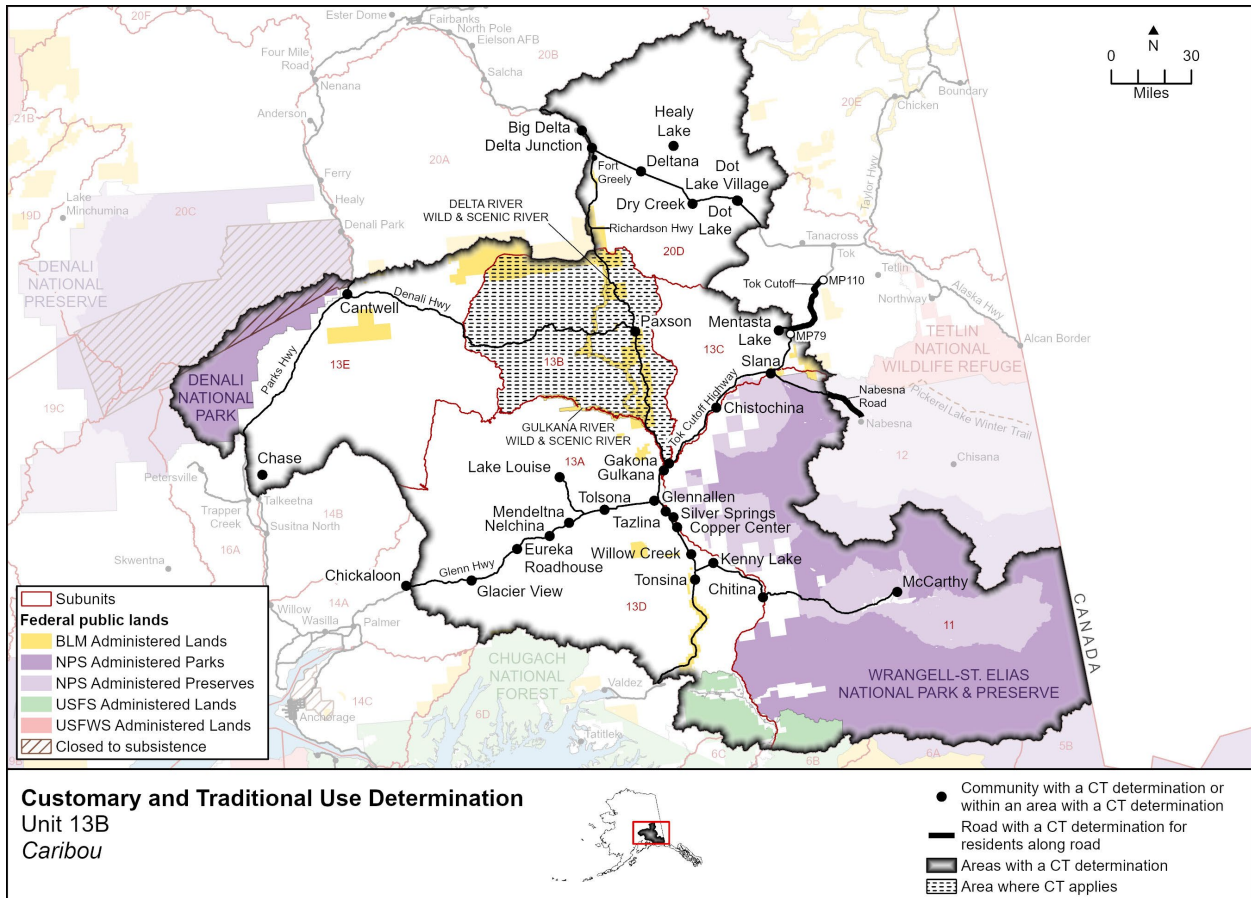 20F
Ester Dome
Fairbanks
North Pole
Eielson AFB
20B
Four Mile
Road
Salcha
Nenana
21B
Anderson
20A
Ferry
Healy
Denali Park
19D
Lake
Minchumina
20C
DENALI
NATIONAL
PRESERVE
19C
N
0 30
Miles
Boundary
20E
Chicken
Taylor Hwy
Healy
Lake
Big Delta
Delta Junction
Fort
Greely
Deltana
Dot
Lake Village
Dry Creek
Dot
Lake
DELTA RIVER
WILD & SCENIC RIVER
Richardson Hwy
20D
Tanacross
Tok
Tetlin
Northway
Alaska Hwy
Alcan Border
TETLIN
NATIONAL
WILDLIFE REFUGE
Tok Cutoff
MP110
Mentasta
Lake
MP79
Cantwell
Denali Hwy
Paxson
13B
13C
13E
Slana
Nabesna
Road
Nabesna
Pickerel Lake Winter Trail
Parks Hwy
DENALI
NATIONAL
PARK
Chistochina
Tok Cutoff Highway
GULKANA RIVER
WILD & SCENIC RIVER
12
Chisana
Chase
Petersville
Talkeetna
Trapper
Creek
Susitna North
14B
16A
Skwentna
13A
Lake Louise
Gakona
Gulkana
Tolsona
Glennallen
Mendeltna
Nelchina
Tazlina
Silver Springs
Copper Center
Eureka
Roadhouse
Willow Creek
Kenny Lake
Chickaloon
Glenn Hwy
Glacier View
Tonsina
Chitina
McCarthy
13D
11
CANADA
Willow
14A
Wasilla
Palmer
CHUGACH
NATIONAL
FOREST
Valdez
WRANGELL-ST. ELIAS
NATIONAL PARK & PRESERVE
14C
Anchorage
6D
Tatitlek
6C
6B
6A
5B
Subunits
Federal public lands
BLM Administered Lands
NPS Administered Parks
NPS Administered Preserves
USFS Administered Lands
USFWS Administered Lands
Closed to subsistence
Customary and Traditional Use Determination
Unit 13B
Caribou
Community with a CT determination or
within an area with a CT determination
Road with a CT determination for
residents along road
Areas with a CT determination
Area where CT applies